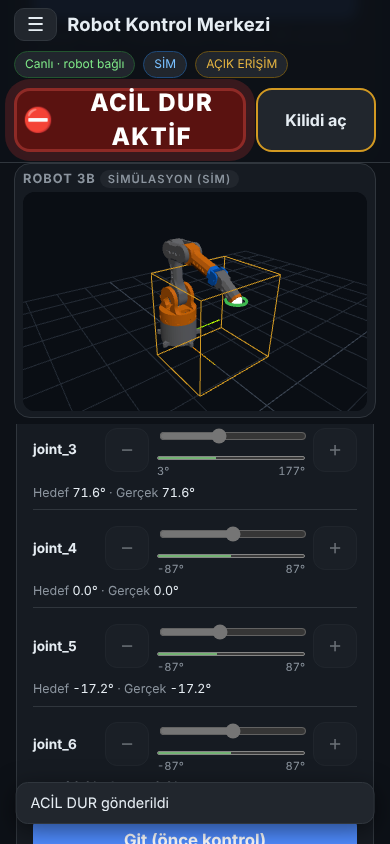 ☰ Robot Kontrol Merkezi
Canlı · robot bağlı SİM AÇIK ERİŞİM
ACİL DUR
AKTİF
Kilidi aç
ROBOT 3B SİMÜLASYON (SİM)
joint_3 − +
3° 177°
Hedef 71.6° · Gerçek 71.6°
joint_4 − +
-87° 87°
Hedef 0.0° · Gerçek 0.0°
joint_5 − +
-87° 87°
Hedef -17.2° · Gerçek -17.2°
joint_6 − +
-87° 87°
ACİL DUR gönderildi
Git (önce kontrol)